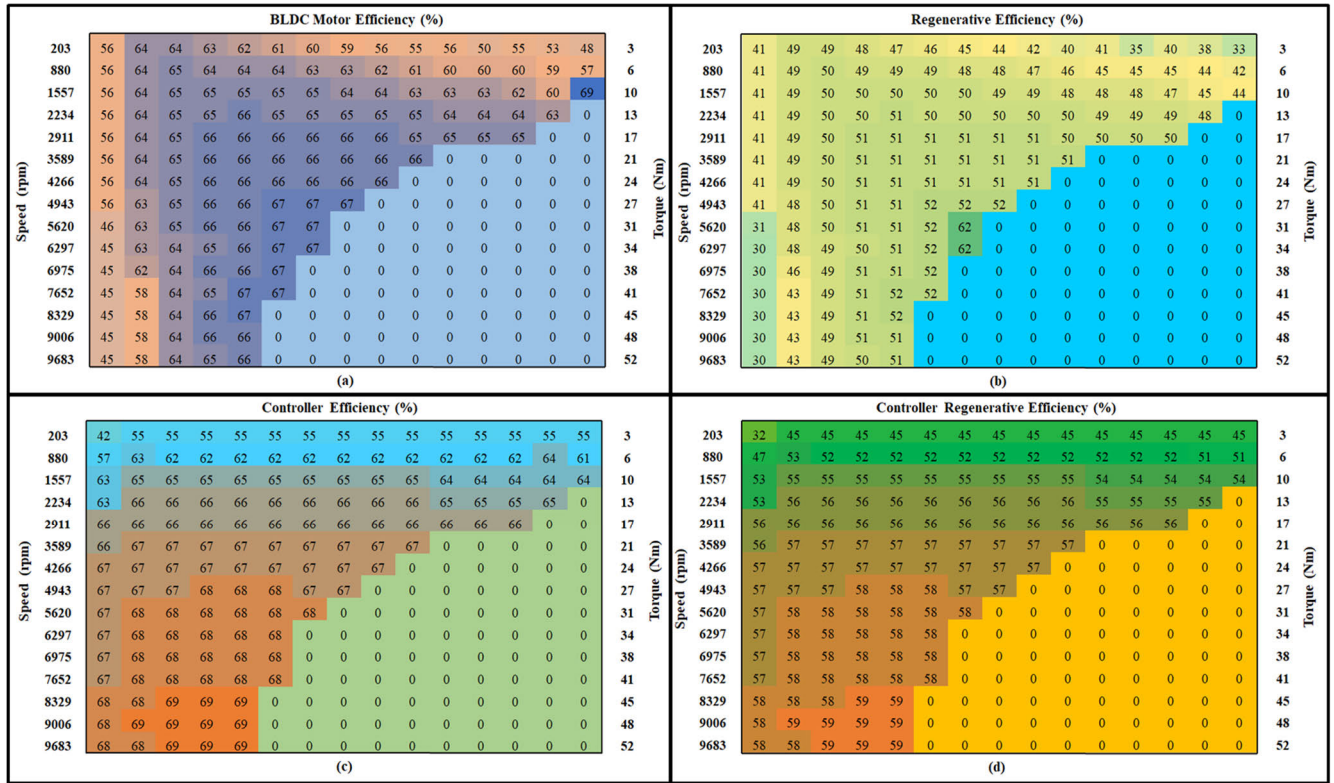 BLDC Motor Efficiency (%)
Speed (rpm)
203 56 64 64 63 62 61 60 59 56 55 56 50 55 53 48 3
880 56 64 65 64 64 64 63 63 62 61 60 60 60 59 57 6
1557 56 64 65 65 65 65 65 64 64 63 63 63 62 60 69 10
2234 56 64 65 65 66 65 65 65 65 65 64 64 64 63 0 13
2911 56 64 65 66 66 66 66 66 66 65 65 65 65 0 0 17
3589 56 64 65 66 66 66 66 66 66 66 0 0 0 0 0 21
4266 56 64 65 66 66 66 66 66 66 0 0 0 0 0 0 24
4943 56 63 65 66 66 67 67 67 0 0 0 0 0 0 0 27
5620 46 63 65 66 66 67 67 0 0 0 0 0 0 0 0 31
6297 45 63 64 65 66 67 67 0 0 0 0 0 0 0 0 34
6975 45 62 64 66 66 67 0 0 0 0 0 0 0 0 0 38
7652 45 58 64 65 67 67 0 0 0 0 0 0 0 0 0 41
8329 45 58 64 66 67 0 0 0 0 0 0 0 0 0 0 45
9006 45 58 64 66 66 0 0 0 0 0 0 0 0 0 0 48
9683 45 58 64 65 66 0 0 0 0 0 0 0 0 0 0 52
Torque (Nm)
(a)
Regenerative Efficiency (%)
Speed (rpm)
203 41 49 49 48 47 46 45 44 42 40 41 35 40 38 33 3
880 41 49 50 49 49 49 48 48 47 46 45 45 45 44 42 6
1557 41 49 50 50 50 50 50 49 49 48 48 48 47 45 44 10
2234 41 49 50 50 51 50 50 50 50 50 49 49 49 48 0 13
2911 41 49 50 51 51 51 51 51 51 50 50 50 50 0 0 17
3589 41 49 50 51 51 51 51 51 51 51 0 0 0 0 0 21
4266 41 49 50 51 51 51 51 51 51 0 0 0 0 0 0 24
4943 41 48 50 51 51 52 52 52 0 0 0 0 0 0 0 27
5620 31 48 50 51 51 52 62 0 0 0 0 0 0 0 0 31
6297 30 48 49 50 51 52 62 0 0 0 0 0 0 0 0 34
6975 30 46 49 51 51 52 0 0 0 0 0 0 0 0 0 38
7652 30 43 49 51 52 52 0 0 0 0 0 0 0 0 0 41
8329 30 43 49 51 52 0 0 0 0 0 0 0 0 0 0 45
9006 30 43 49 51 51 0 0 0 0 0 0 0 0 0 0 48
9683 30 43 49 50 51 0 0 0 0 0 0 0 0 0 0 52
Torque (Nm)
(b)
Controller Efficiency (%)
Speed (rpm)
203 42 55 55 55 55 55 55 55 55 55 55 55 55 55 55 3
880 57 63 62 62 62 62 62 62 62 62 62 62 62 64 61 6
1557 63 65 65 65 65 65 65 65 65 65 64 64 64 64 64 10
2234 63 66 66 66 66 66 66 66 66 66 65 65 65 65 0 13
2911 66 66 66 66 66 66 66 66 66 66 66 66 66 0 0 17
3589 66 67 67 67 67 67 67 67 67 67 0 0 0 0 0 21
4266 67 67 67 67 67 67 67 67 67 0 0 0 0 0 0 24
4943 67 67 67 68 68 68 67 67 0 0 0 0 0 0 0 27
5620 67 68 68 68 68 68 68 0 0 0 0 0 0 0 0 31
6297 67 68 68 68 68 68 0 0 0 0 0 0 0 0 0 34
6975 67 68 68 68 68 68 0 0 0 0 0 0 0 0 0 38
7652 67 68 68 68 68 68 0 0 0 0 0 0 0 0 0 41
8329 68 68 69 69 69 0 0 0 0 0 0 0 0 0 0 45
9006 68 69 69 69 69 0 0 0 0 0 0 0 0 0 0 48
9683 68 68 69 69 69 0 0 0 0 0 0 0 0 0 0 52
Torque (Nm)
(c)
Controller Regenerative Efficiency (%)
Speed (rpm)
203 32 45 45 45 45 45 45 45 45 45 45 45 45 45 45 3
880 47 53 52 52 52 52 52 52 52 52 52 52 52 51 51 6
1557 53 55 55 55 55 55 55 55 55 55 54 54 54 54 54 10
2234 53 56 56 56 56 56 56 56 56 56 55 55 55 55 0 13
2911 56 56 56 56 56 56 56 56 56 56 56 56 56 0 0 17
3589 56 57 57 57 57 57 57 57 57 57 0 0 0 0 0 21
4266 57 57 57 57 57 57 57 57 57 0 0 0 0 0 0 24
4943 57 57 57 58 58 58 57 57 0 0 0 0 0 0 0 27
5620 57 58 58 58 58 58 58 0 0 0 0 0 0 0 0 31
6297 57 58 58 58 58 58 0 0 0 0 0 0 0 0 0 34
6975 57 58 58 58 58 58 0 0 0 0 0 0 0 0 0 38
7652 57 58 58 58 58 58 0 0 0 0 0 0 0 0 0 41
8329 58 58 58 59 59 0 0 0 0 0 0 0 0 0 0 45
9006 58 59 59 59 59 0 0 0 0 0 0 0 0 0 0 48
9683 58 58 59 59 59 0 0 0 0 0 0 0 0 0 0 52
Torque (Nm)
(d)